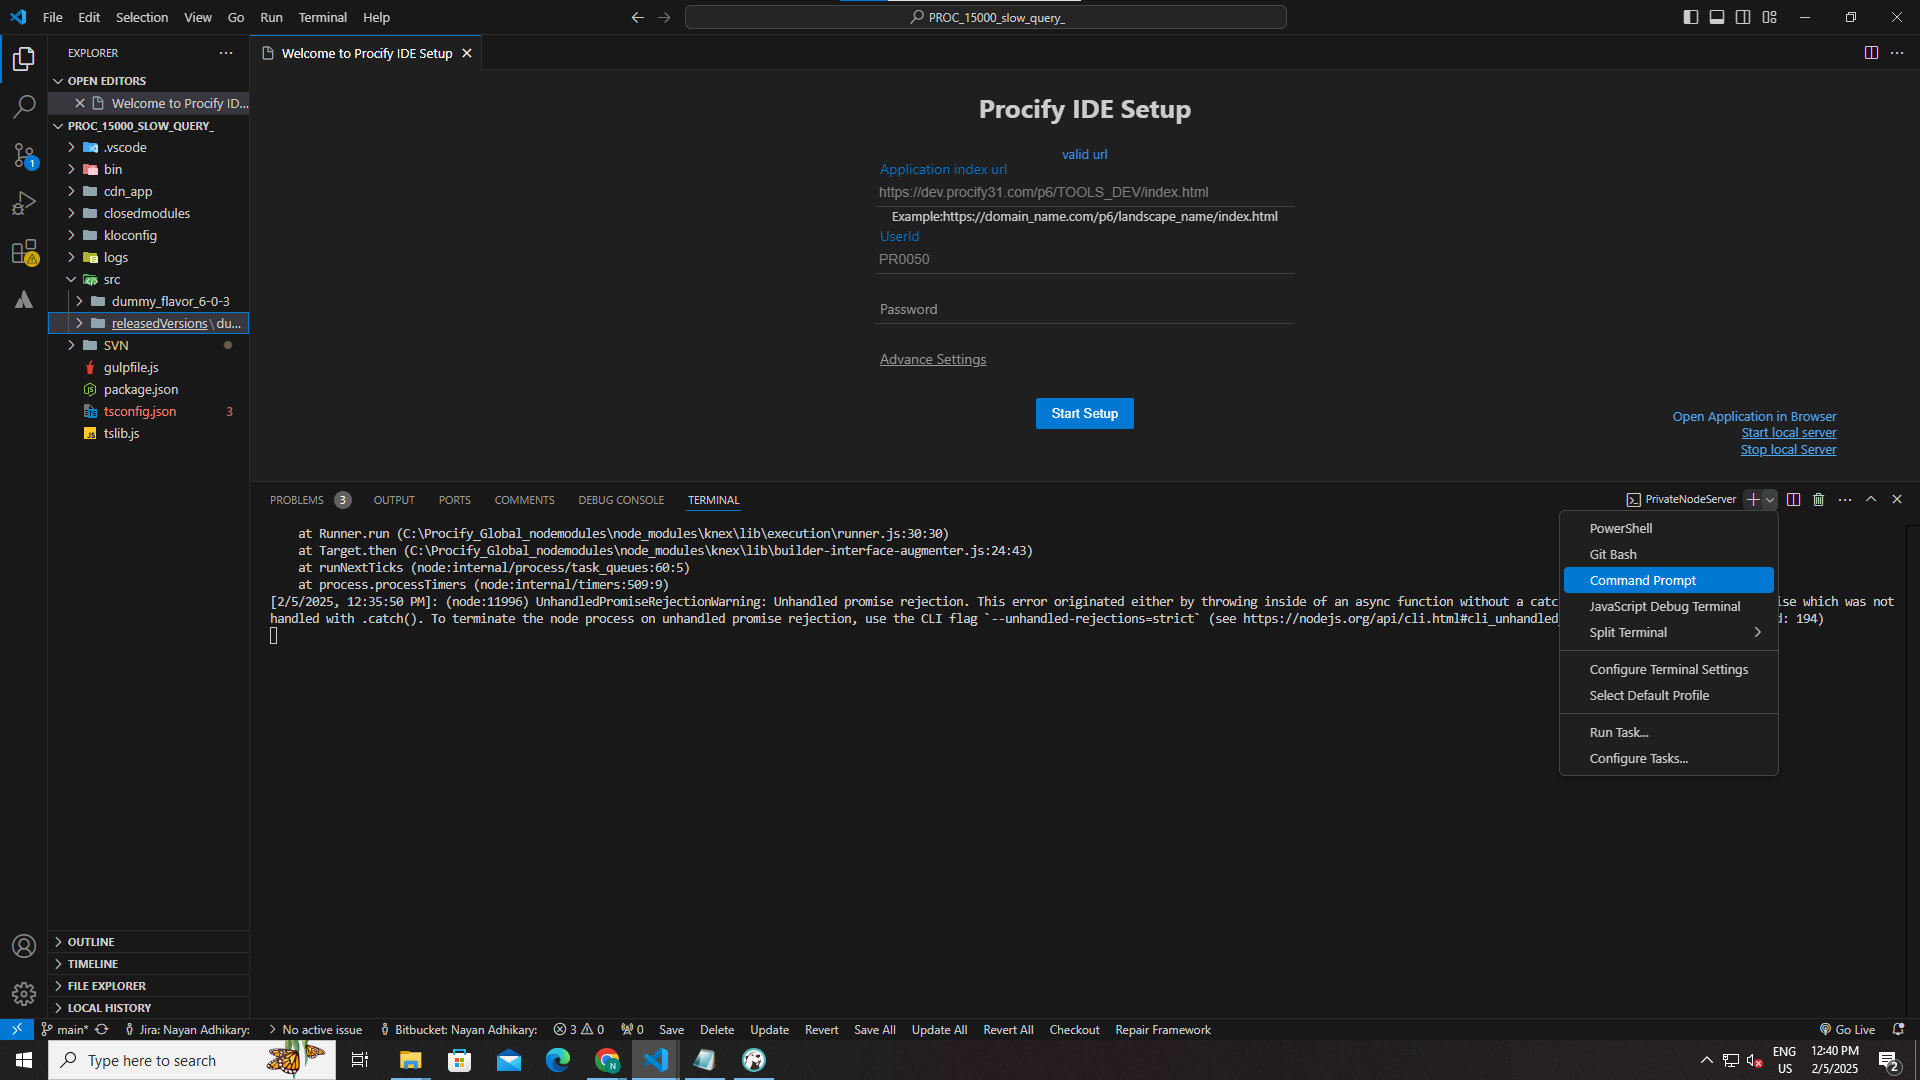 File Edit Selection View Go Run Terminal Help
PROC_15000_slow_query_
EXPLORER
OPEN EDITORS
Welcome to Procify ID...
PROC_15000_SLOW_QUERY_
.vscode
bin
cdn_app
closedmodules
kloconfig
logs
src
dummy_flavor_6-0-3
releasedVersions\du...
SVN
gulpfile.js
package.json
tsconfig.json 3
tslib.js
OUTLINE
TIMELINE
FILE EXPLORER
LOCAL HISTORY
1
Welcome to Procify IDE Setup
Procify IDE Setup
valid url
Application index url
https://dev.procify31.com/p6/TOOLS_DEV/index.html
Example:https://domain_name.com/p6/landscape_name/index.html
UserId
PR0050
Password
Advance Settings
Start Setup
Open Application in Browser
Start local server
Stop local Server
PROBLEMS 3 OUTPUT PORTS COMMENTS DEBUG CONSOLE TERMINAL
PrivateNodeServer
at Runner.run (C:\Procify_Global_nodemodules\node_modules\knex\lib\execution\runner.js:30:30)
at Target.then (C:\Procify_Global_nodemodules\node_modules\knex\lib\builder-interface-augmenter.js:24:43)
at runNextTicks (node:internal/process/task_queues:60:5)
at process.processTimers (node:internal/timers:509:9)
[2/5/2025, 12:35:50 PM]: (node:11996) UnhandledPromiseRejectionWarning: Unhandled promise rejection. This error originated either by throwing inside of an async function without a catc ise which was not
handled with .catch(). To terminate the node process on unhandled promise rejection, use the CLI flag `--unhandled-rejections=strict` (see https://nodejs.org/api/cli.html#cli_unhandled d: 194)
PowerShell
Git Bash
Command Prompt
JavaScript Debug Terminal
Split Terminal
Configure Terminal Settings
Select Default Profile
Run Task...
Configure Tasks...
main* Jira: Nayan Adhikary: No active issue Bitbucket: Nayan Adhikary: 3 0 0 Save Delete Update Revert Save All Update All Revert All Checkout Repair Framework Go Live
Type here to search
ENG
US
12:40 PM
2/5/2025
2